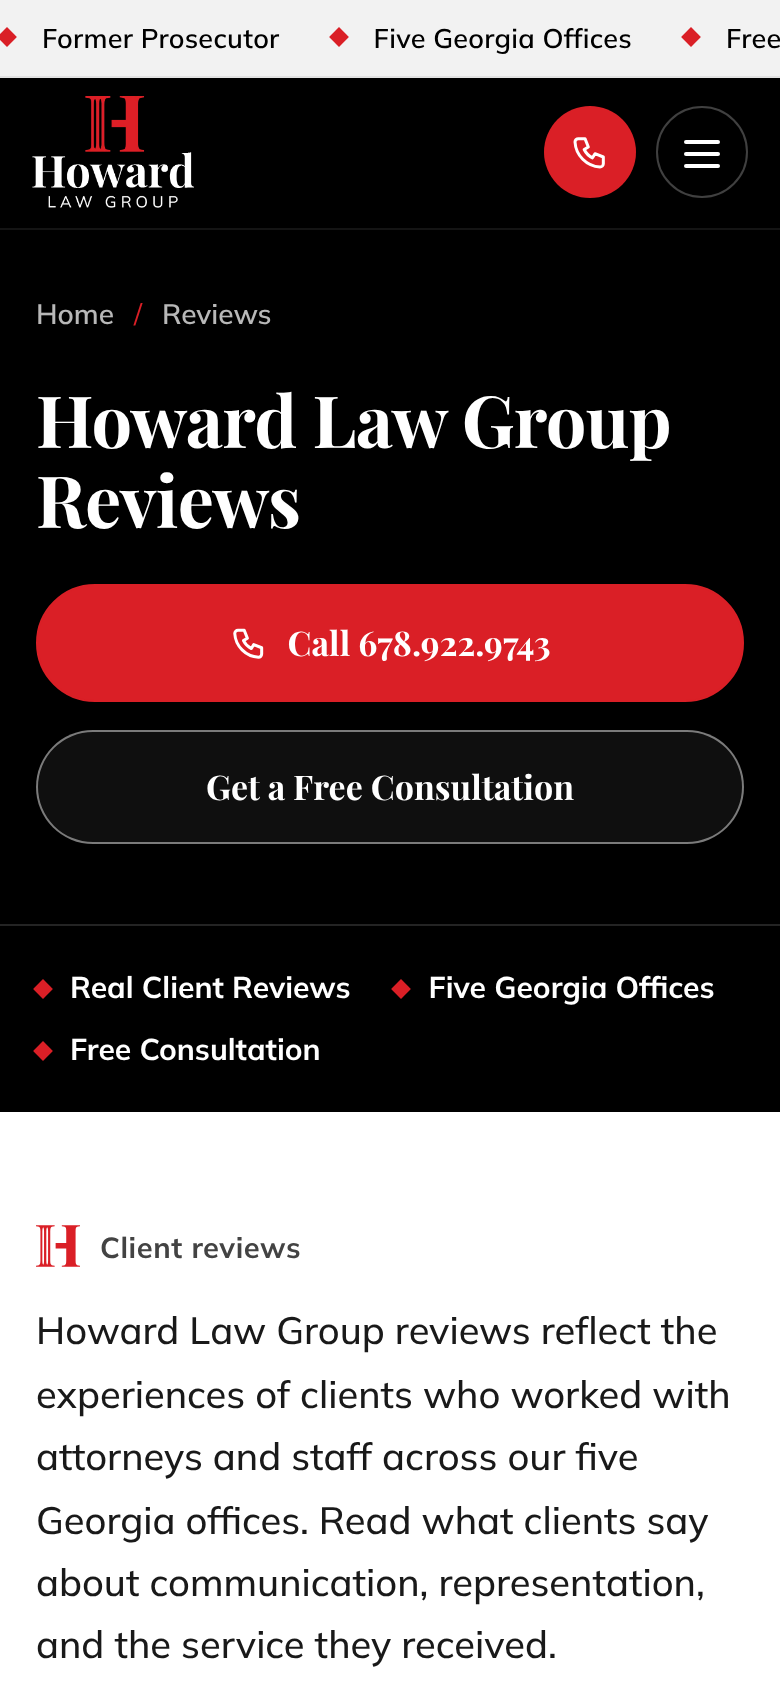 Former Prosecutor Five Georgia Offices Free
Howard
LAW GROUP
Home / Reviews
Howard Law Group
Reviews
Call 678.922.9743
Get a Free Consultation
Real Client Reviews Five Georgia Offices
Free Consultation
Client reviews
Howard Law Group reviews reflect the
experiences of clients who worked with
attorneys and staff across our five
Georgia offices. Read what clients say
about communication, representation,
and the service they received.